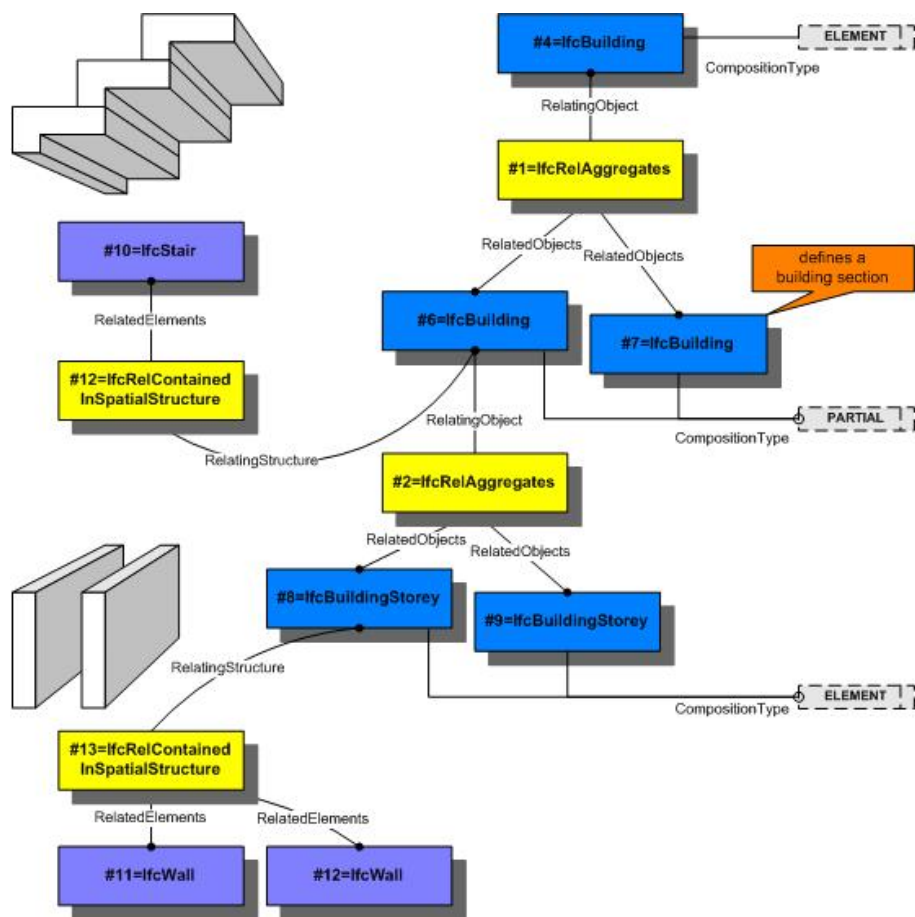 #4=IfcBuilding
ELEMENT
CompositionType
RelatingObject
#1=IfcRelAggregates
RelatedObjects
RelatedObjects
defines a
building section
#10=IfcStair
RelatedElements
#6=IfcBuilding
#7=IfcBuilding
#12=IfcRelContained
InSpatialStructure
RelatingStructure
RelatingObject
PARTIAL
CompositionType
#2=IfcRelAggregates
RelatedObjects
RelatedObjects
#8=IfcBuildingStorey
#9=IfcBuildingStorey
RelatingStructure
ELEMENT
CompositionType
#13=IfcRelContained
InSpatialStructure
RelatedElements
RelatedElements
#11=IfcWall
#12=IfcWall